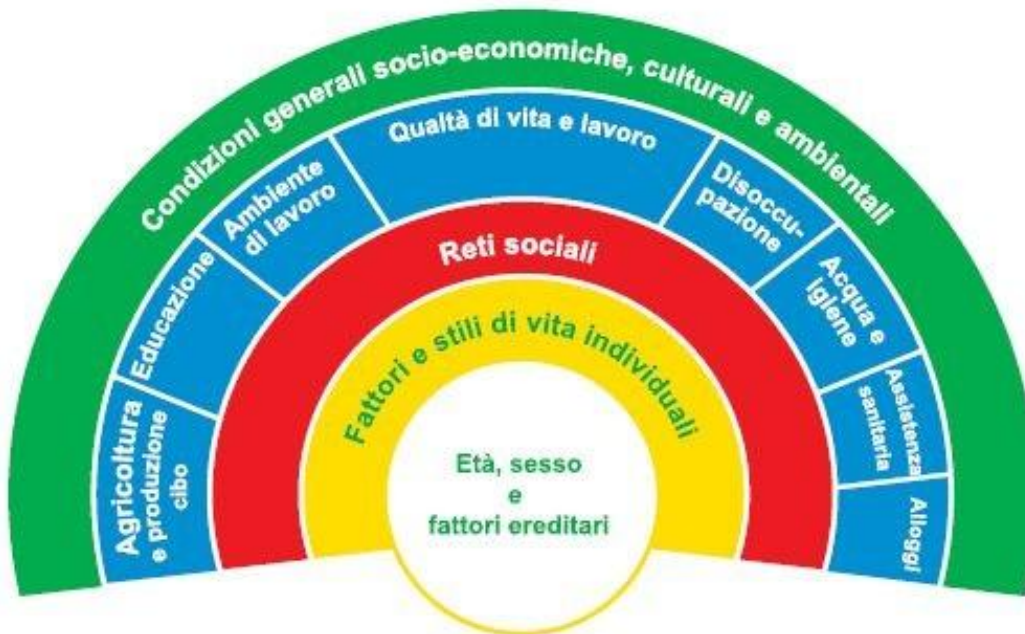 Condizioni generali socio-economiche, culturali e ambientali
Agricoltura
e produzione
cibo
Educazione
Ambiente
di lavoro
Qualtà di vita e lavoro
Disoccu-
pazione
Acqua e
igiene
Assistenza
sanitaria
Alloggi
Reti sociali
Fattori e stili di vita individuali
Età, sesso
e
fattori ereditari